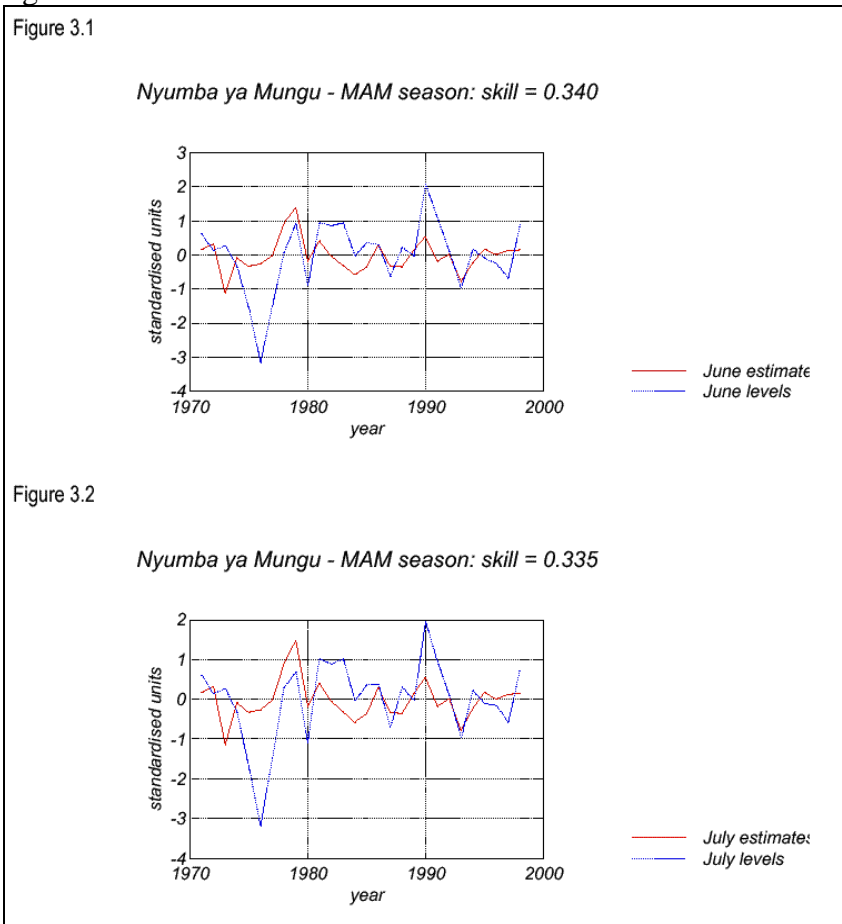 Figure 3.1
Nyumba ya Mungu - MAM season: skill = 0.340
3
2
1
0
-1
-2
-3
-4
standardised units
1970 1980 1990 2000
year
June estimate
June levels
Figure 3.2
Nyumba ya Mungu - MAM season: skill = 0.335
2
1
0
-1
-2
-3
-4
standardised units
1970 1980 1990 2000
year
July estimates
July levels